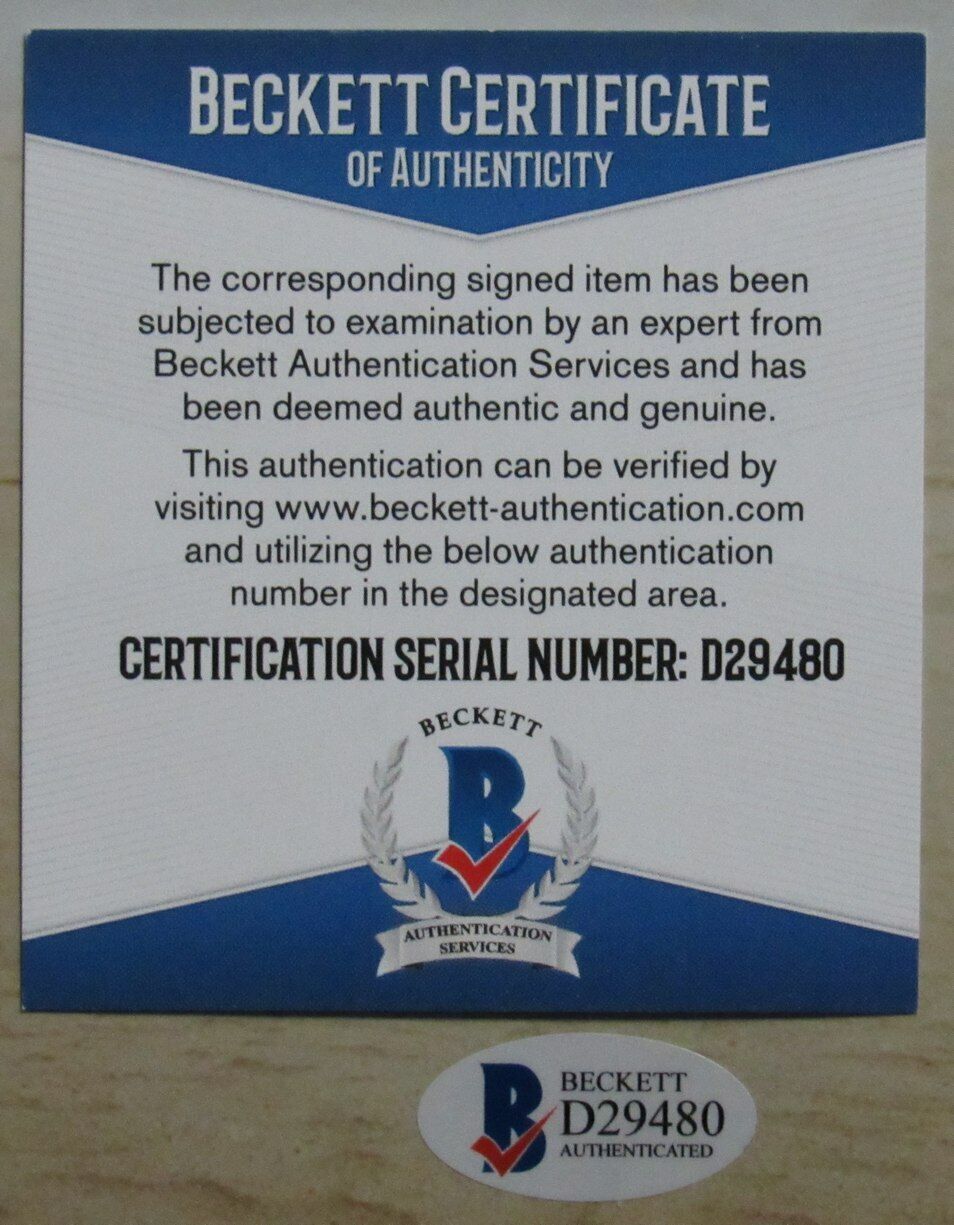 BECKETT CERTIFICATE
OF AUTHENTICITY
The corresponding signed item has been
subjected to examination by an expert from
Beckett Authentication Services and has
been deemed authentic and genuine.
This authentication can be verified by
visiting www.beckett-authentication.com
and utilizing the below authentication
number in the designated area.
CERTIFICATION SERIAL NUMBER: D29480
BECKETT
B
AUTHENTICATION
SERVICES
B
BECKETT
D29480
AUTHENTICATED